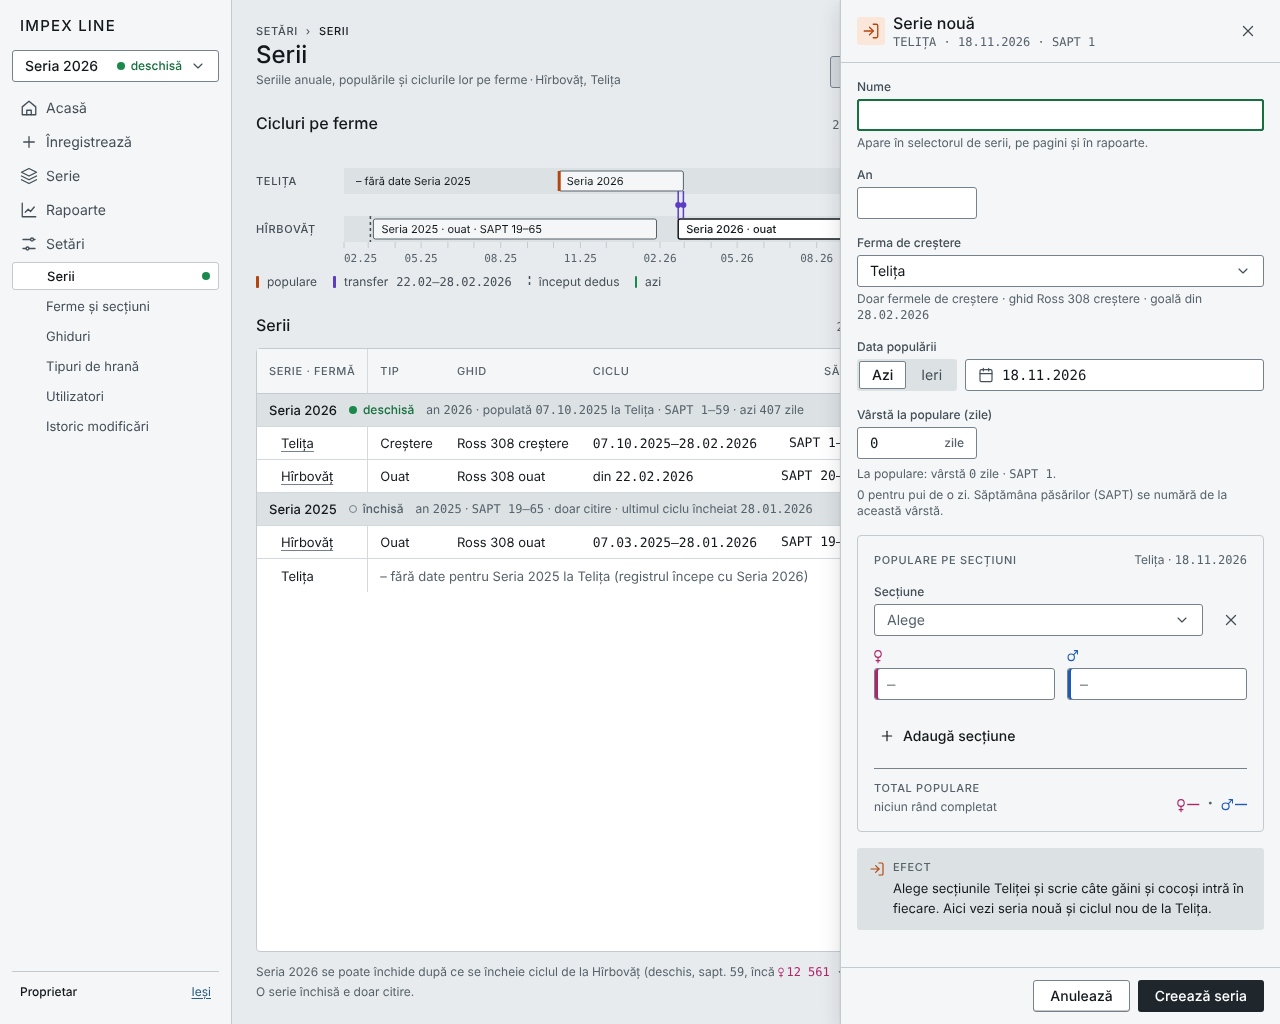 IMPEX LINE
Seria 2026 deschisă
Acasă
Înregistrează
Serie
Rapoarte
Setări
Serii
Ferme și secțiuni
Ghiduri
Tipuri de hrană
Utilizatori
Istoric modificări
Proprietar Ieși
SETĂRI › SERII
Serii
Seriile anuale, populările și ciclurile lor pe ferme · Hîrbovăț, Telița
Cicluri pe ferme 2
TELIȚA – fără date Seria 2025 Seria 2026
HÎRBOVĂȚ Seria 2025 · ouat · SAPT 19–65 Seria 2026 · ouat
02.25 05.25 08.25 11.25 02.26 05.26 08.26
populare transfer 22.02–28.02.2026 început dedus azi
Serii
SERIE · FERMĂ TIP GHID CICLU SĂ
Seria 2026 deschisă an 2026 · populată 07.10.2025 la Telița · SAPT 1–59 · azi 407 zile
Telița Creștere Ross 308 creștere 07.10.2025–28.02.2026 SAPT 1–
Hîrbovăț Ouat Ross 308 ouat din 22.02.2026 SAPT 20–
Seria 2025 închisă an 2025 · SAPT 19–65 · doar citire · ultimul ciclu încheiat 28.01.2026
Hîrbovăț Ouat Ross 308 ouat 07.03.2025–28.01.2026 SAPT 19–
Telița – fără date pentru Seria 2025 la Telița (registrul începe cu Seria 2026)
Seria 2026 se poate închide după ce se încheie ciclul de la Hîrbovăț (deschis, sapt. 59, încă ♀12 561 ·
O serie închisă e doar citire.
Serie nouă
TELIȚA · 18.11.2026 · SAPT 1
Nume
Apare în selectorul de serii, pe pagini și în rapoarte.
An
Ferma de creștere
Telița
Doar fermele de creștere · ghid Ross 308 creștere · goală din
28.02.2026
Data populării
Azi Ieri 18.11.2026
Vârstă la populare (zile)
0 zile
La populare: vârstă 0 zile · SAPT 1.
0 pentru pui de o zi. Săptămâna păsărilor (SAPT) se numără de la
această vârstă.
POPULARE PE SECȚIUNI Telița · 18.11.2026
Secțiune
Alege
♀ ♂
– –
Adaugă secțiune
TOTAL POPULARE
niciun rând completat ♀— · ♂—
EFECT
Alege secțiunile Teliței și scrie câte găini și cocoși intră în
fiecare. Aici vezi seria nouă și ciclul nou de la Telița.
Anulează Creează seria